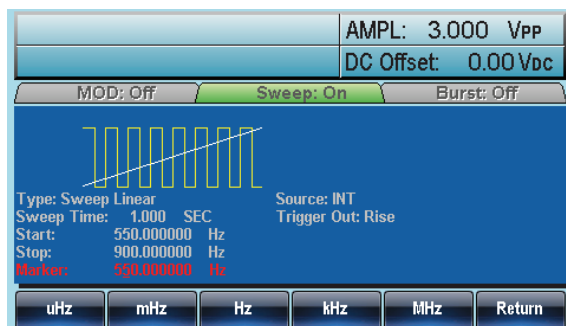 AMPL: 3.000 VPP
DC Offset: 0.00 VDC
MOD: Off Sweep: On Burst: Off
Type: Sweep Linear Source: INT
Sweep Time: 1.000 SEC Trigger Out: Rise
Start: 550.000000 Hz
Stop: 900.000000 Hz
Marker: 550.000000 Hz
uHz mHz Hz kHz MHz Return